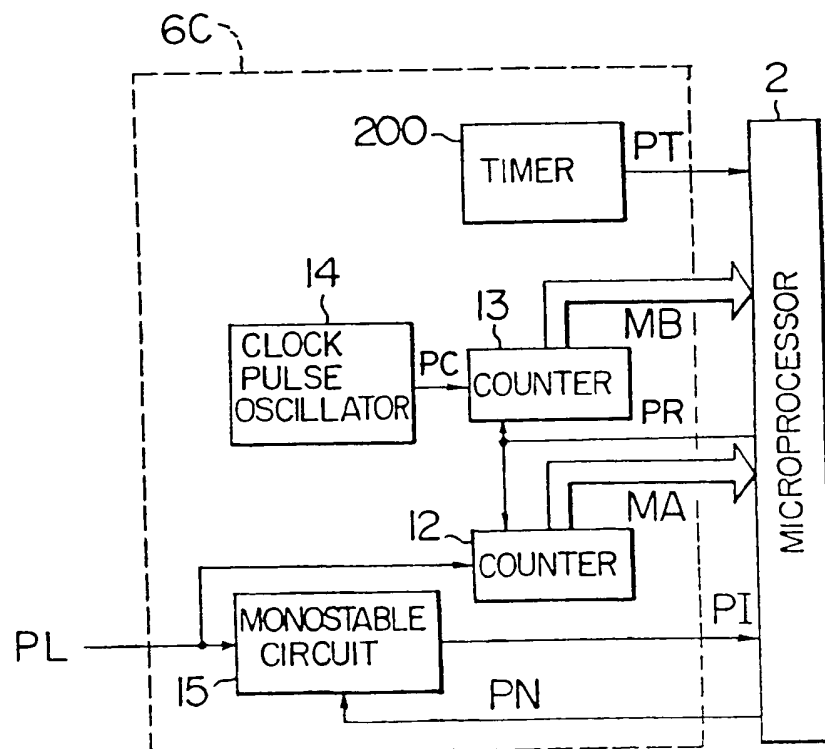 6C
2
200
TIMER
PT
14
CLOCK
PULSE
OSCILLATOR
PC
13
COUNTER
MB
PR
MICROPROCESSOR
12
COUNTER
MA
PL
MONOSTABLE
CIRCUIT
15
PI
PN